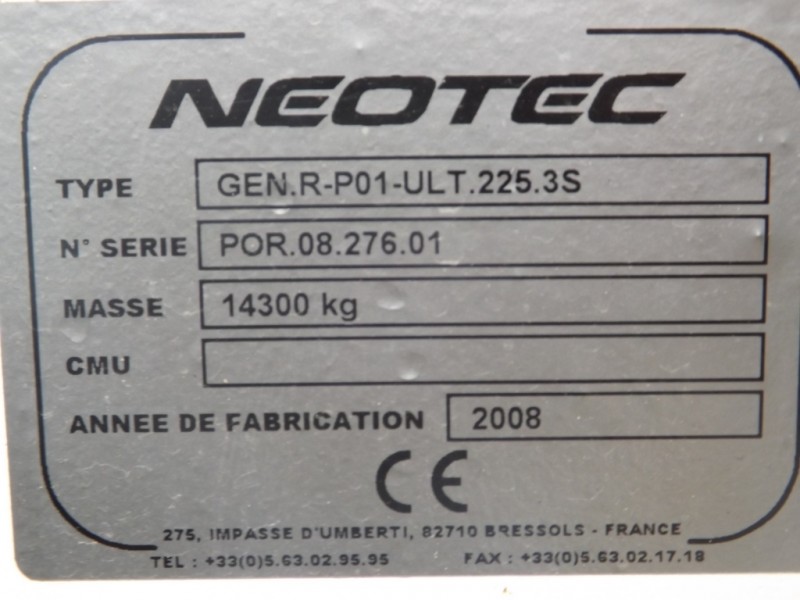 NEOTEC
TYPE GEN.R-P01-ULT.225.3S
N° SERIE POR.08.276.01
MASSE 14300 kg
CMU
ANNEE DE FABRICATION 2008
CE
275, IMPASSE D'UMBERTI, 82710 BRESSOLS - FRANCE
TEL : +33(0)5.63.02.95.95 FAX : +33(0)5.63.02.17.18